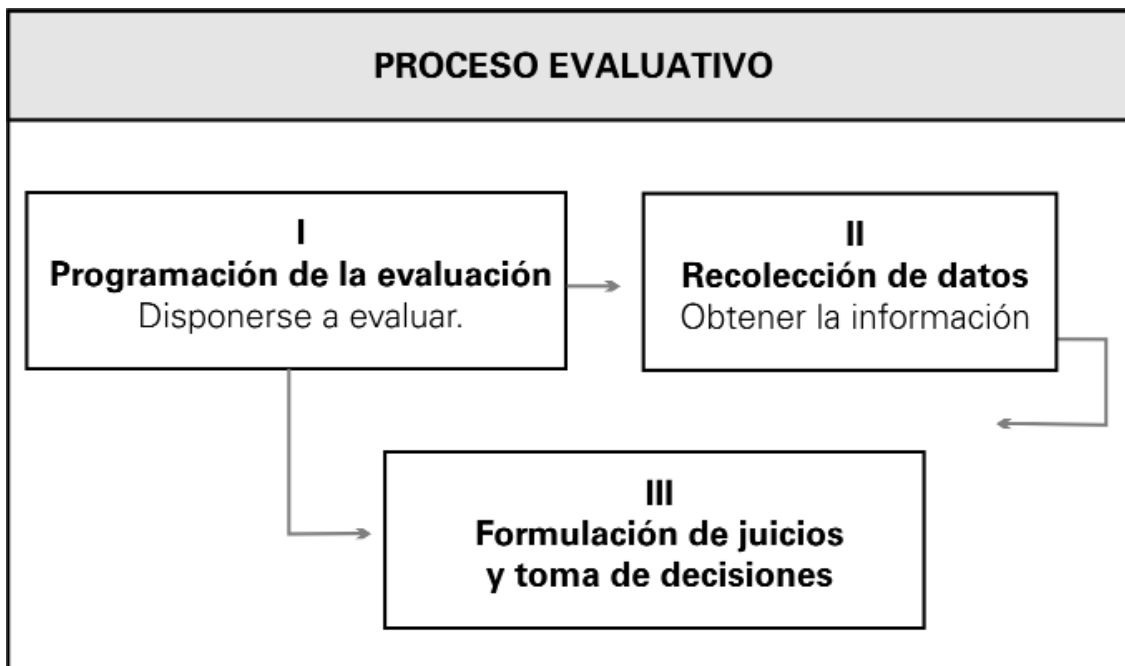 PROCESO EVALUATIVO
I
Programación de la evaluación
Disponerse a evaluar.
II
Recolección de datos
Obtener la información
III
Formulación de juicios
y toma de decisiones